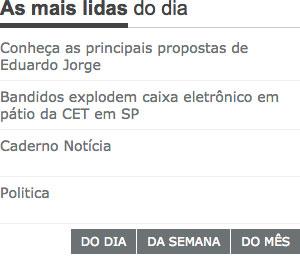 As mais lidas do dia
Conheça as principais propostas de
Eduardo Jorge
Bandidos explodem caixa eletrônico em
pátio da CET em SP
Caderno Notícia
Politica
DO DIA DA SEMANA DO MÊS